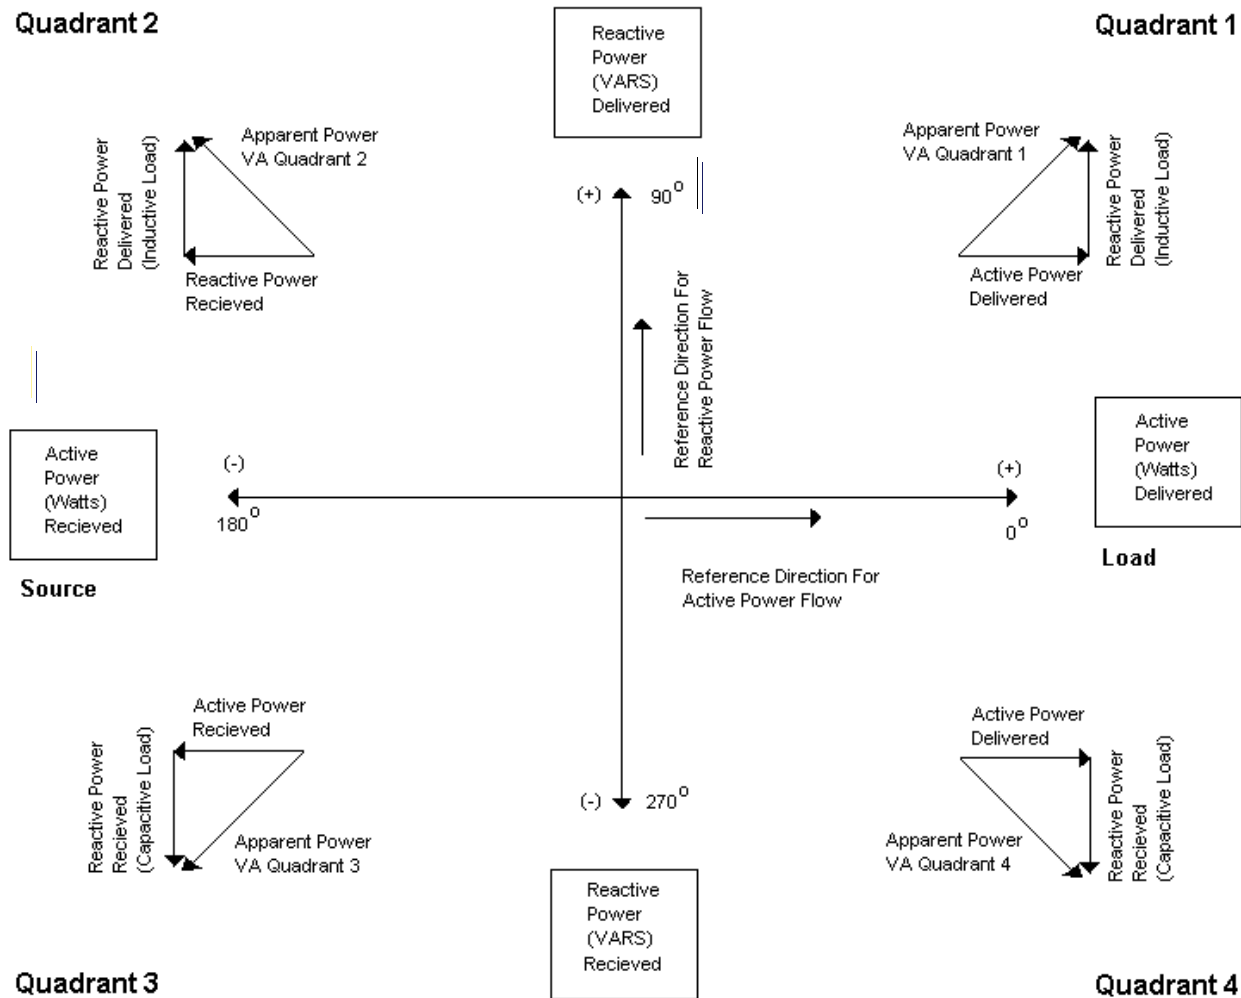 Quadrant 2
Reactive
Power
(VARS)
Delivered
Quadrant 1
Reactive Power
Delivered
(Inductive Load)
Apparent Power
VA Quadrant 2
Reactive Power
Recieved
(+)
90°
Apparent Power
VA Quadrant 1
Active Power
Delivered
Reactive Power
Delivered
(Inductive Load)
Reference Direction For
Reactive Power Flow
Active
Power
(Watts)
Recieved
Source
(-)
180°
(+)
0°
Active
Power
(Watts)
Delivered
Load
Reference Direction For
Active Power Flow
Active Power
Recieved
Reactive Power
Recieved
(Capacitive Load)
Apparent Power
VA Quadrant 3
(-)
270°
Active Power
Delivered
Apparent Power
VA Quadrant 4
Reactive Power
Recieved
(Capacitive Load)
Reactive
Power
(VARS)
Recieved
Quadrant 3
Quadrant 4